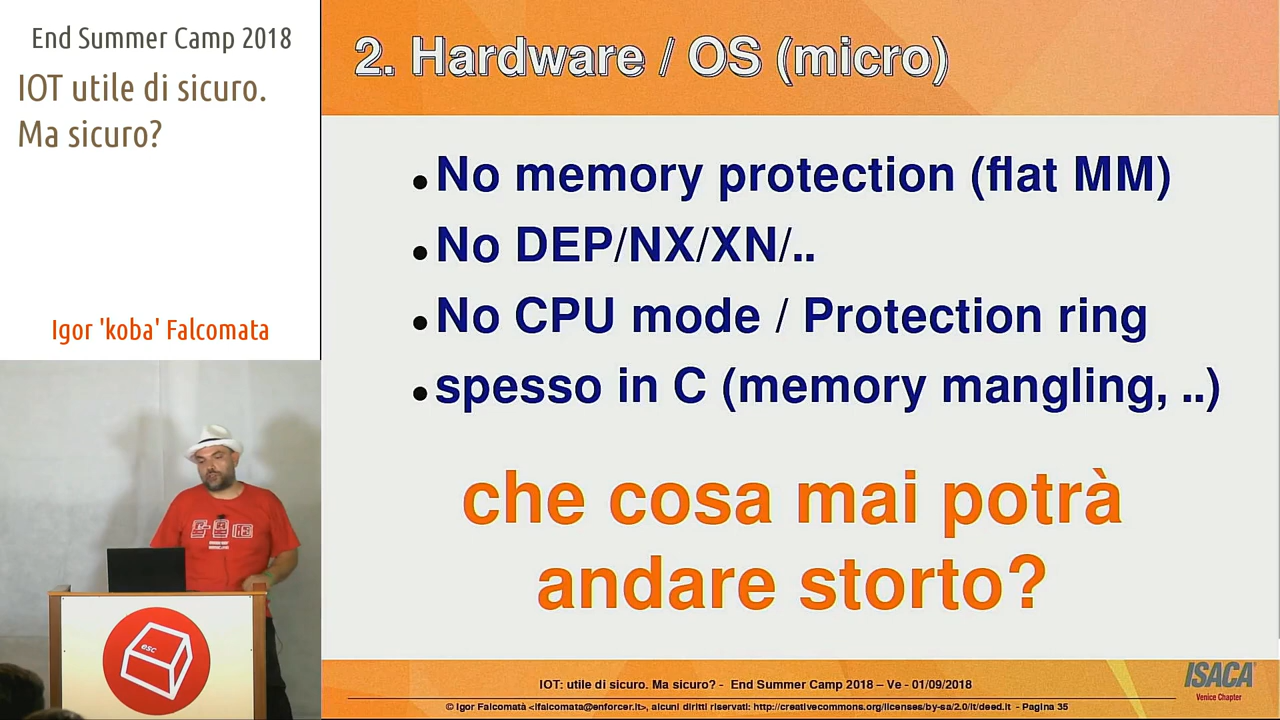 End Summer Camp 2018
IOT utile di sicuro.
Ma sicuro?
Igor 'koba' Falcomata
2. Hardware / OS (micro)
No memory protection (flat MM)
No DEP/NX/XN/..
No CPU mode / Protection ring
spesso in C (memory mangling, ..)
che cosa mai potrà
andare storto?
esc
ISACA
Venice Chapter
IOT: utile di sicuro. Ma sicuro? - End Summer Camp 2018 – Ve - 01/09/2018
© Igor Falcomatà <ifalcomata@enforcer.it>, alcuni diritti riservati: http://creativecommons.org/licenses/by-sa/2.0/it/deed.it - Pagina 35